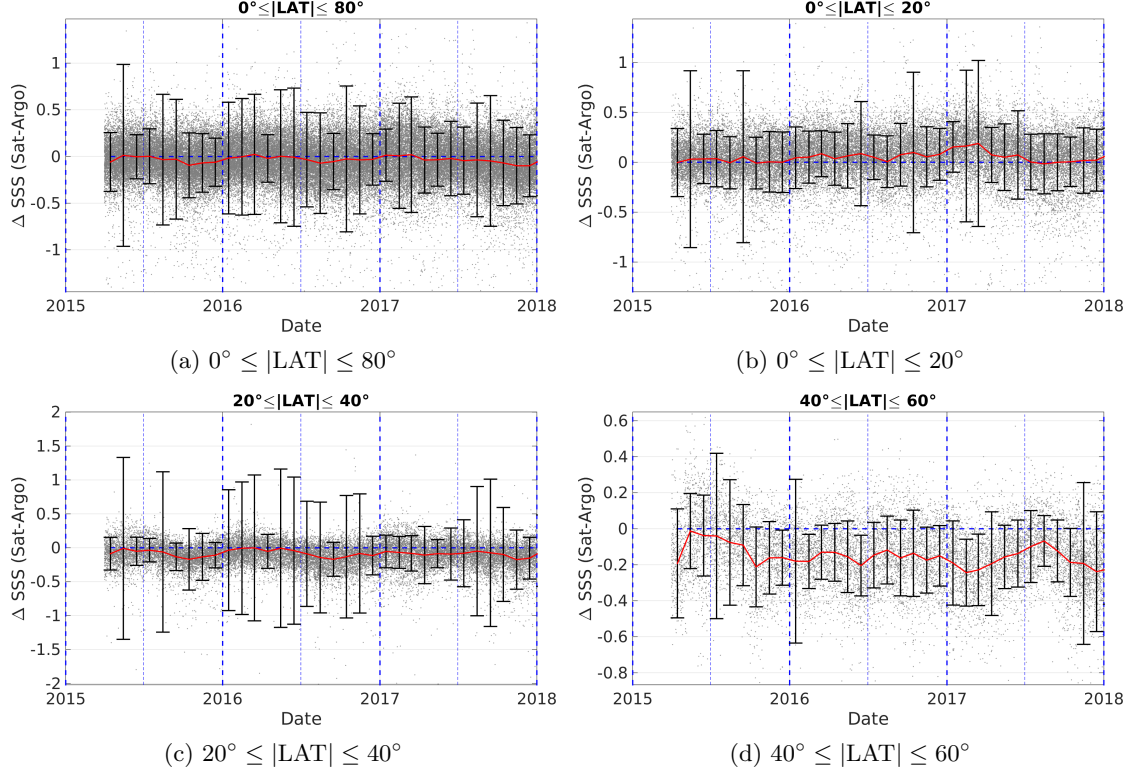 0°≤|LAT|≤ 80°
Δ SSS (Sat-Argo)
1
0.5
0
-0.5
-1
2015
2016
2017
2018
Date
(a) 0° ≤ |LAT| ≤ 80°
0°≤|LAT|≤ 20°
Δ SSS (Sat-Argo)
1
0.5
0
-0.5
-1
2015
2016
2017
2018
Date
(b) 0° ≤ |LAT| ≤ 20°
20°≤|LAT|≤ 40°
Δ SSS (Sat-Argo)
2
1.5
1
0.5
0
-0.5
-1
-1.5
-2
2015
2016
2017
2018
Date
(c) 20° ≤ |LAT| ≤ 40°
40°≤|LAT|≤ 60°
Δ SSS (Sat-Argo)
0.6
0.4
0.2
0
-0.2
-0.4
-0.6
-0.8
2015
2016
2017
2018
Date
(d) 40° ≤ |LAT| ≤ 60°